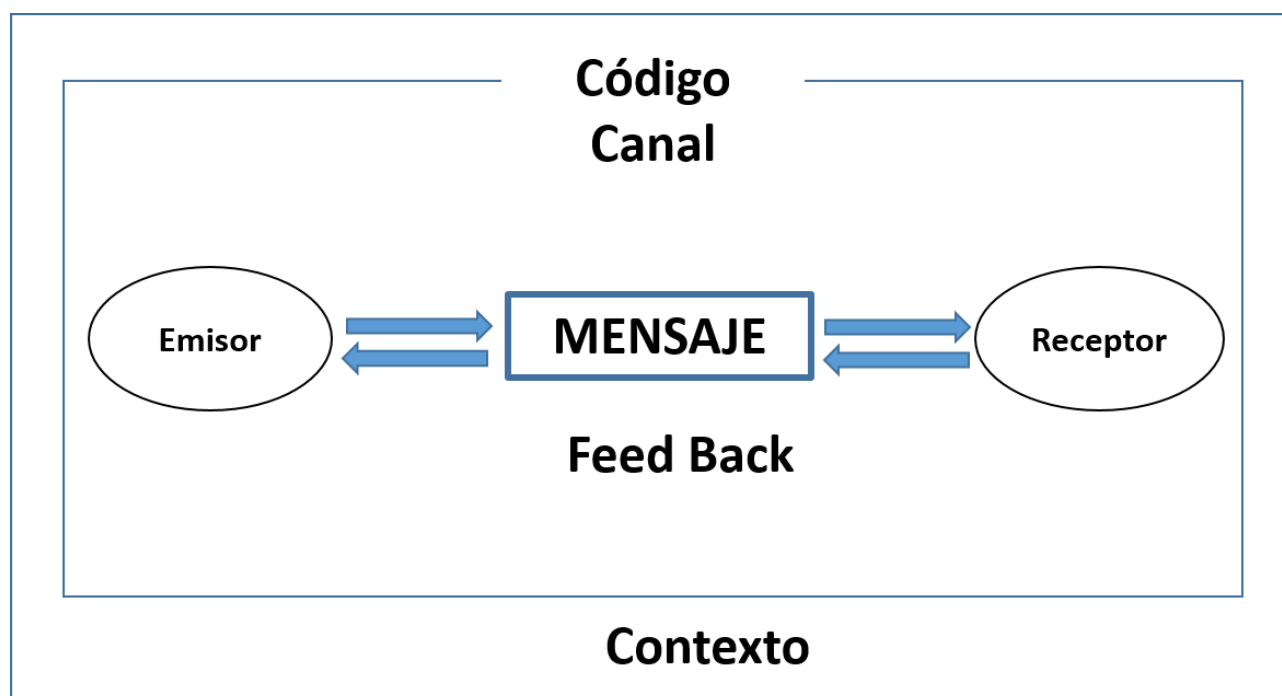 Código
Canal
Emisor
MENSAJE
Receptor
Feed Back
Contexto